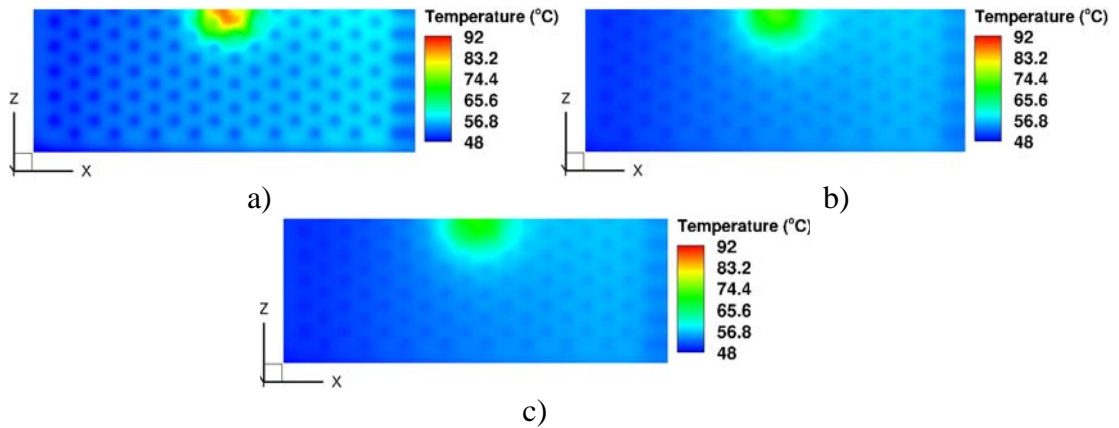 Temperature (°C)
92
83.2
74.4
65.6
56.8
48
Z
X
a)
Temperature (°C)
92
83.2
74.4
65.6
56.8
48
Z
X
b)
Temperature (°C)
92
83.2
74.4
65.6
56.8
48
Z
X
c)